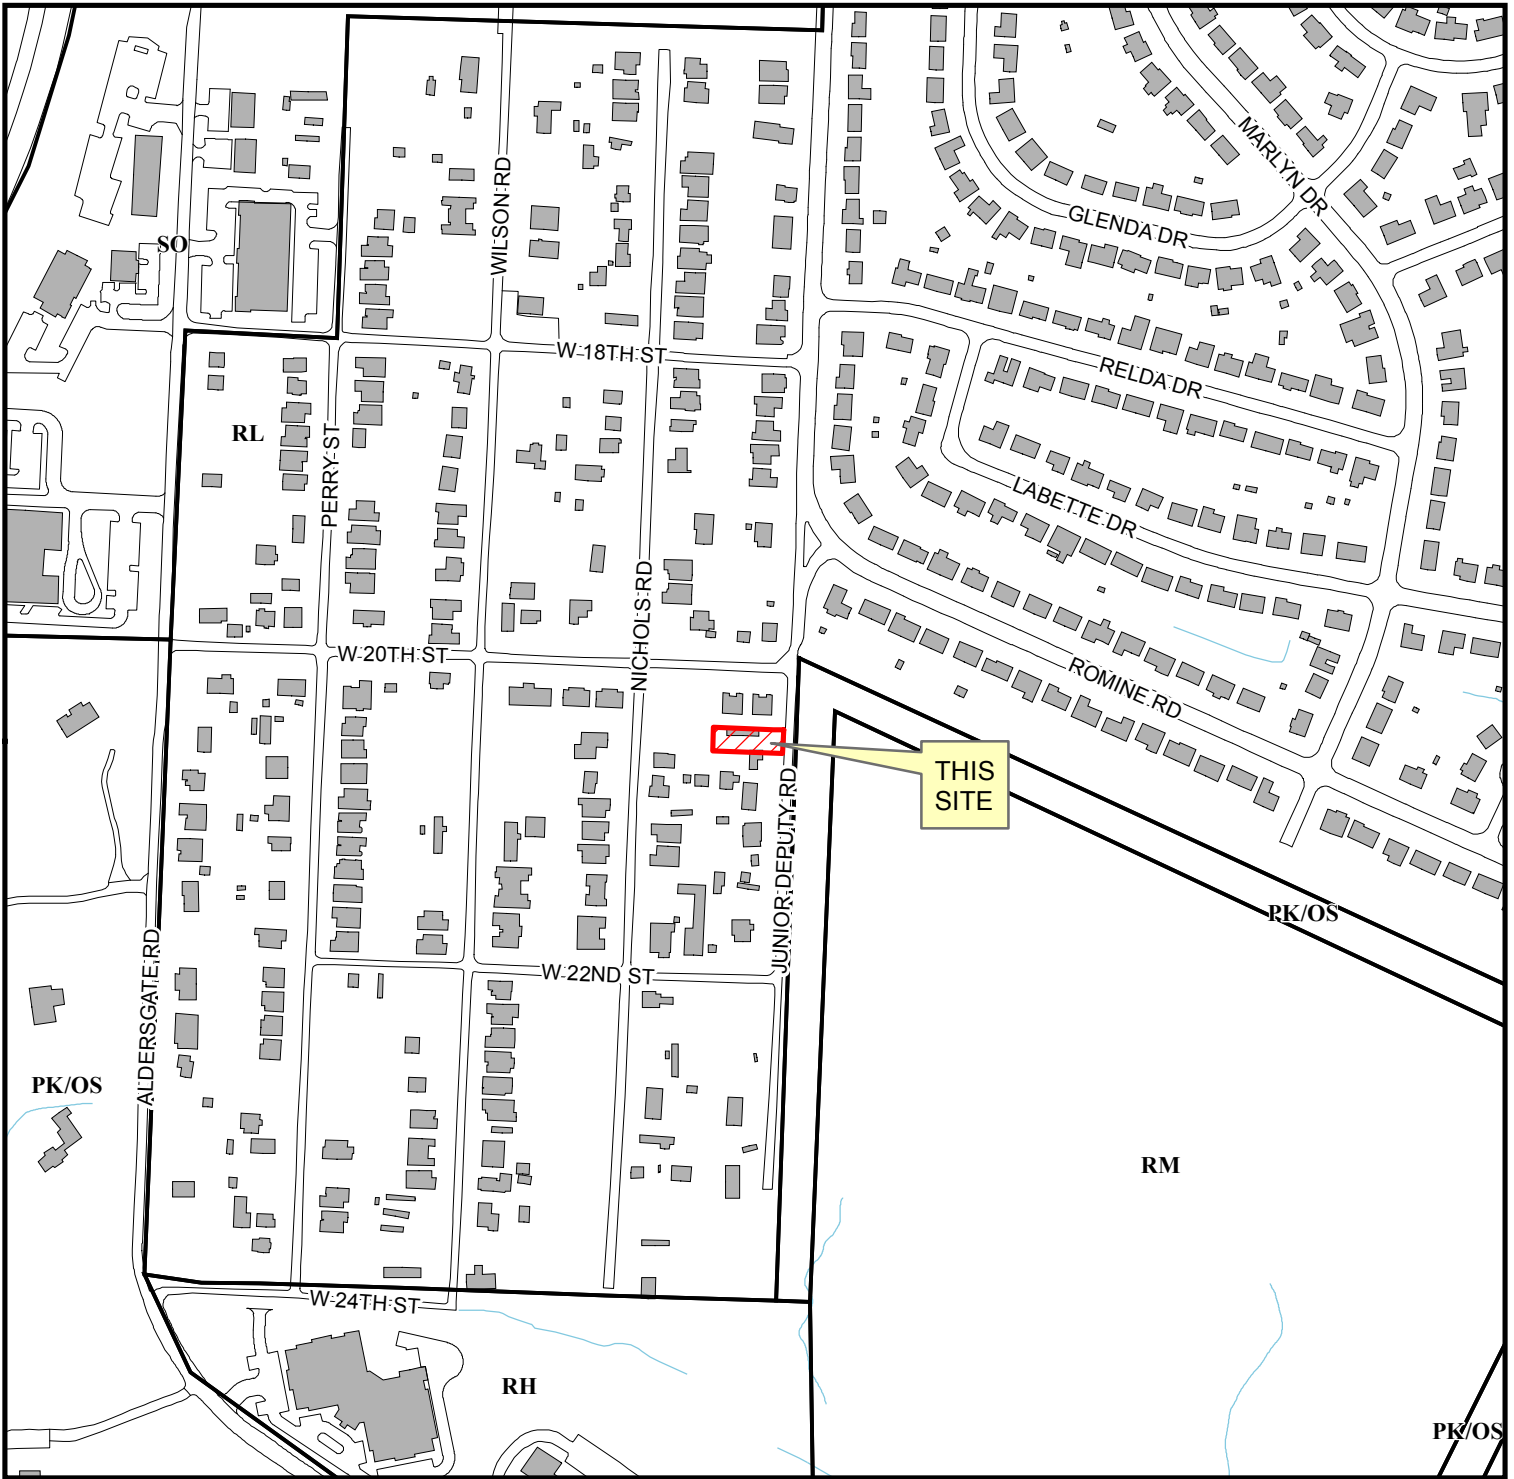 MARLYN DR
WILSON RD
GLENDA DR
SO
W 18TH ST
RELDA DR
RL
PERRY ST
LABETTE DR
NICHOLS RD
W 20TH ST
ROMINE RD
THIS
SITE
JUNIOR DEPUTY RD
PK/OS
ALDERSGATE RD
W 22ND ST
PK/OS
RM
W 24TH ST
RH
PK/OS